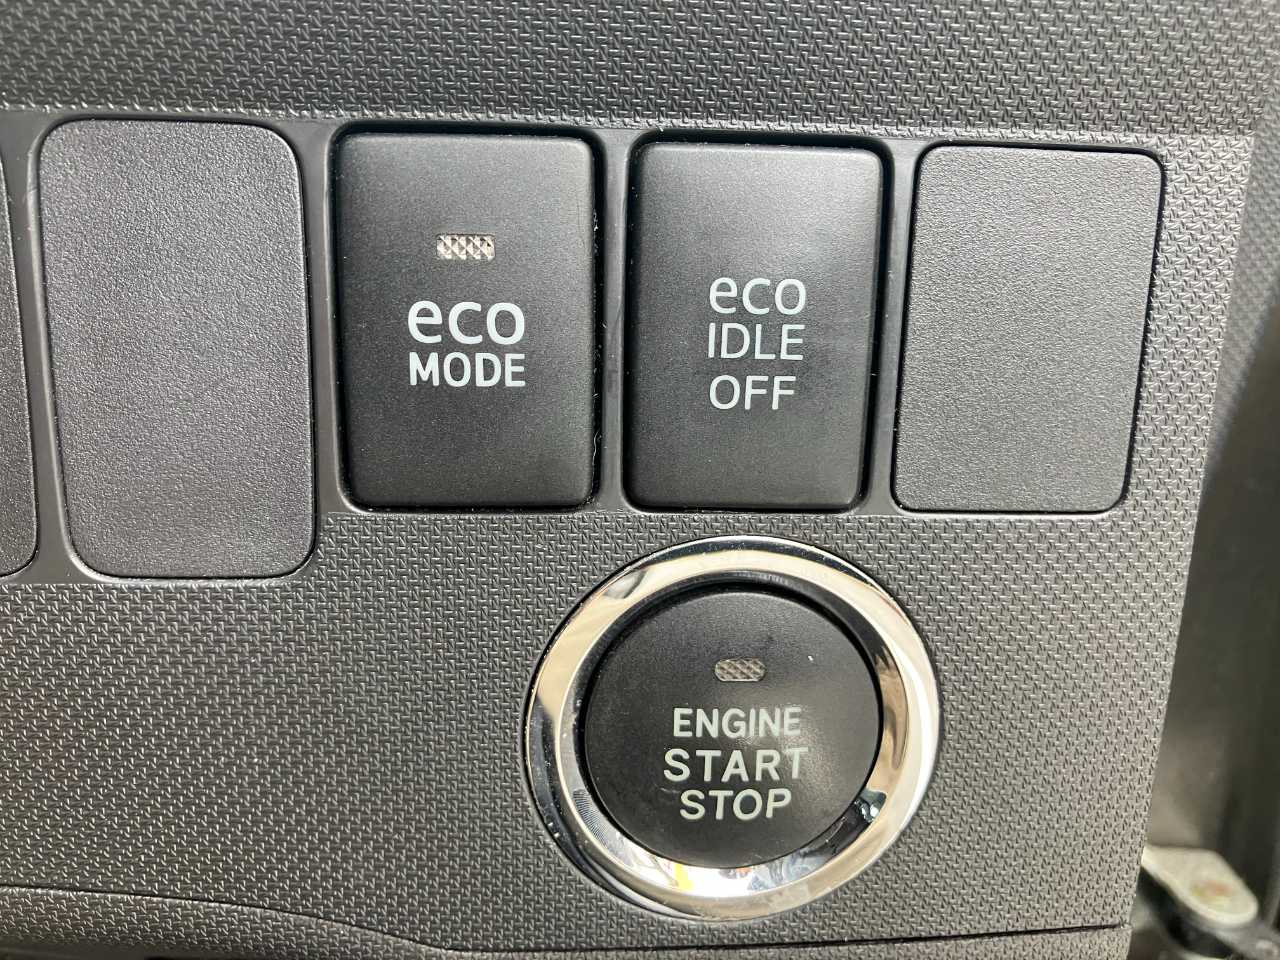 eco
MODE
eco
IDLE
OFF
ENGINE
START
STOP